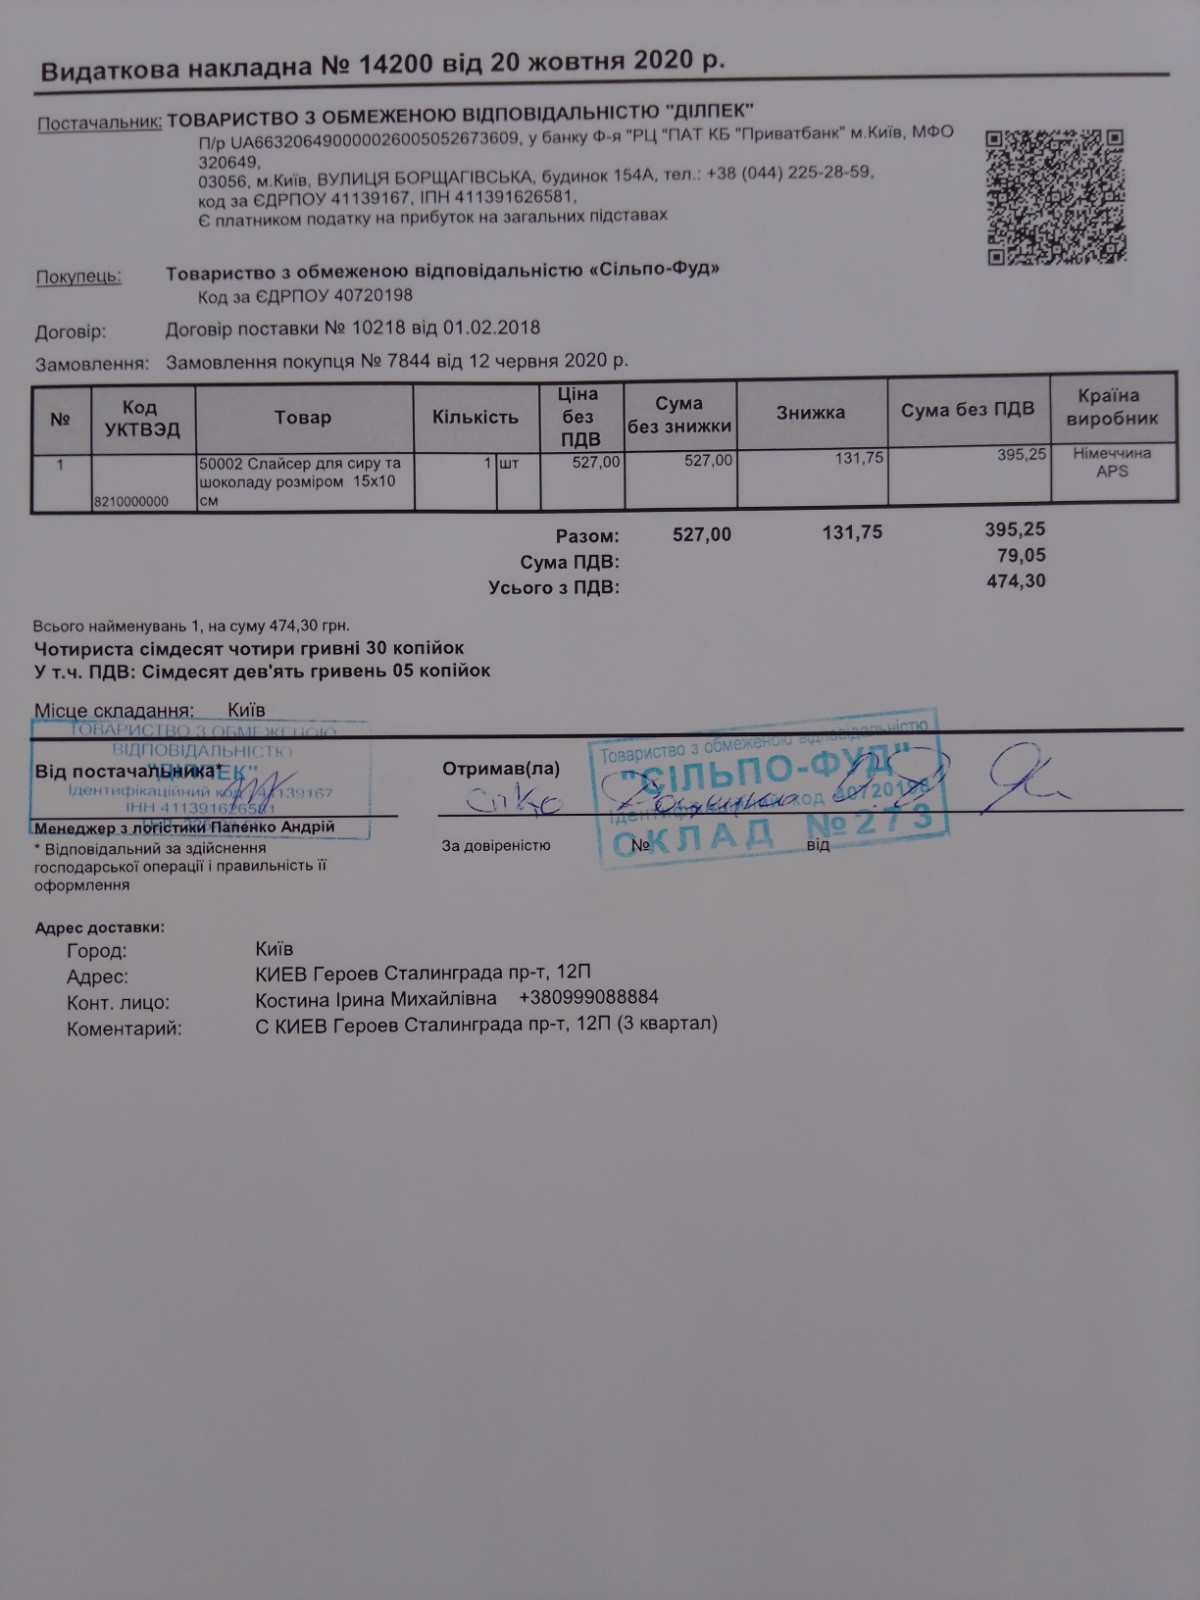 Видаткова накладна № 14200 від 20 жовтня 2020 р.
Постачальник: ТОВАРИСТВО З ОБМЕЖЕНОЮ ВІДПОВІДАЛЬНІСТЮ "ДІЛПЕК"
П/р UA663206490000026005052673609, у банку Ф-я "РЦ "ПАТ КБ "Приватбанк" м.Київ, МФО
320649,
03056, м.Київ, ВУЛИЦЯ БОРЩАГІВСЬКА, будинок 154А, тел.: +38 (044) 225-28-59,
код за ЄДРПОУ 41139167, ІПН 411391626581,
Є платником податку на прибуток на загальних підставах
Покупець: Товариство з обмеженою відповідальністю «Сільпо-Фуд»
Код за ЄДРПОУ 40720198
Договір: Договір поставки № 10218 від 01.02.2018
Замовлення: Замовлення покупця № 7844 від 12 червня 2020 р.
№ Код УКТВЭД Товар Кількість Ціна без ПДВ Сума без знижки Знижка Сума без ПДВ Країна виробник
1 8210000000 50002 Слайсер для сиру та шоколаду розміром 15х10 см 1 шт 527,00 527,00 131,75 395,25 Німеччина APS
Разом: 527,00 131,75 395,25
Сума ПДВ: 79,05
Усього з ПДВ: 474,30
Всього найменувань 1, на суму 474,30 грн.
Чотириста сімдесят чотири гривні 30 копійок
У т.ч. ПДВ: Сімдесят дев'ять гривень 05 копійок
Місце складання: Київ
ТОВАРИСТВО З ОБМЕЖЕНОЮ
ВІДПОВІДАЛЬНІСТЮ
"ДІЛПЕК"
Ідентифікаційний код 41139167
ІНН 411391626581
Від постачальника*
Менеджер з логістики Папенко Андрій
* Відповідальний за здійснення
господарської операції і правильність її
оформлення
Отримав(ла)
Товариство з обмеженою відповідальністю
"СІЛЬПО-ФУД"
Ідентифікаційний код 40720198
СКЛАД №273
За довіреністю № від
Адрес доставки:
Город: Київ
Адрес: КИЕВ Героев Сталинграда пр-т, 12П
Конт. лицо: Костина Ірина Михайлівна +380999088884
Коментарий: С КИЕВ Героев Сталинграда пр-т, 12П (3 квартал)